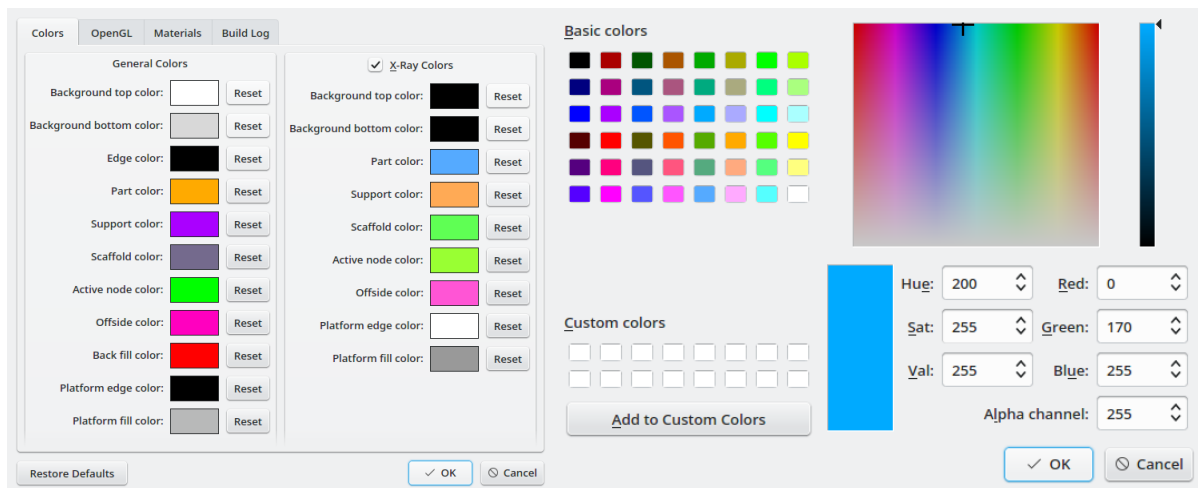 Colors OpenGL Materials Build Log
General Colors
Background top color: Reset
Background bottom color: Reset
Edge color: Reset
Part color: Reset
Support color: Reset
Scaffold color: Reset
Active node color: Reset
Offside color: Reset
Back fill color: Reset
Platform edge color: Reset
Platform fill color: Reset
X-Ray Colors
Background top color: Reset
Background bottom color: Reset
Part color: Reset
Support color: Reset
Scaffold color: Reset
Active node color: Reset
Offside color: Reset
Platform edge color: Reset
Platform fill color: Reset
Restore Defaults
OK
Cancel
Basic colors
Custom colors
Add to Custom Colors
Hue: 200 Red: 0
Sat: 255 Green: 170
Val: 255 Blue: 255
Alpha channel: 255
OK
Cancel